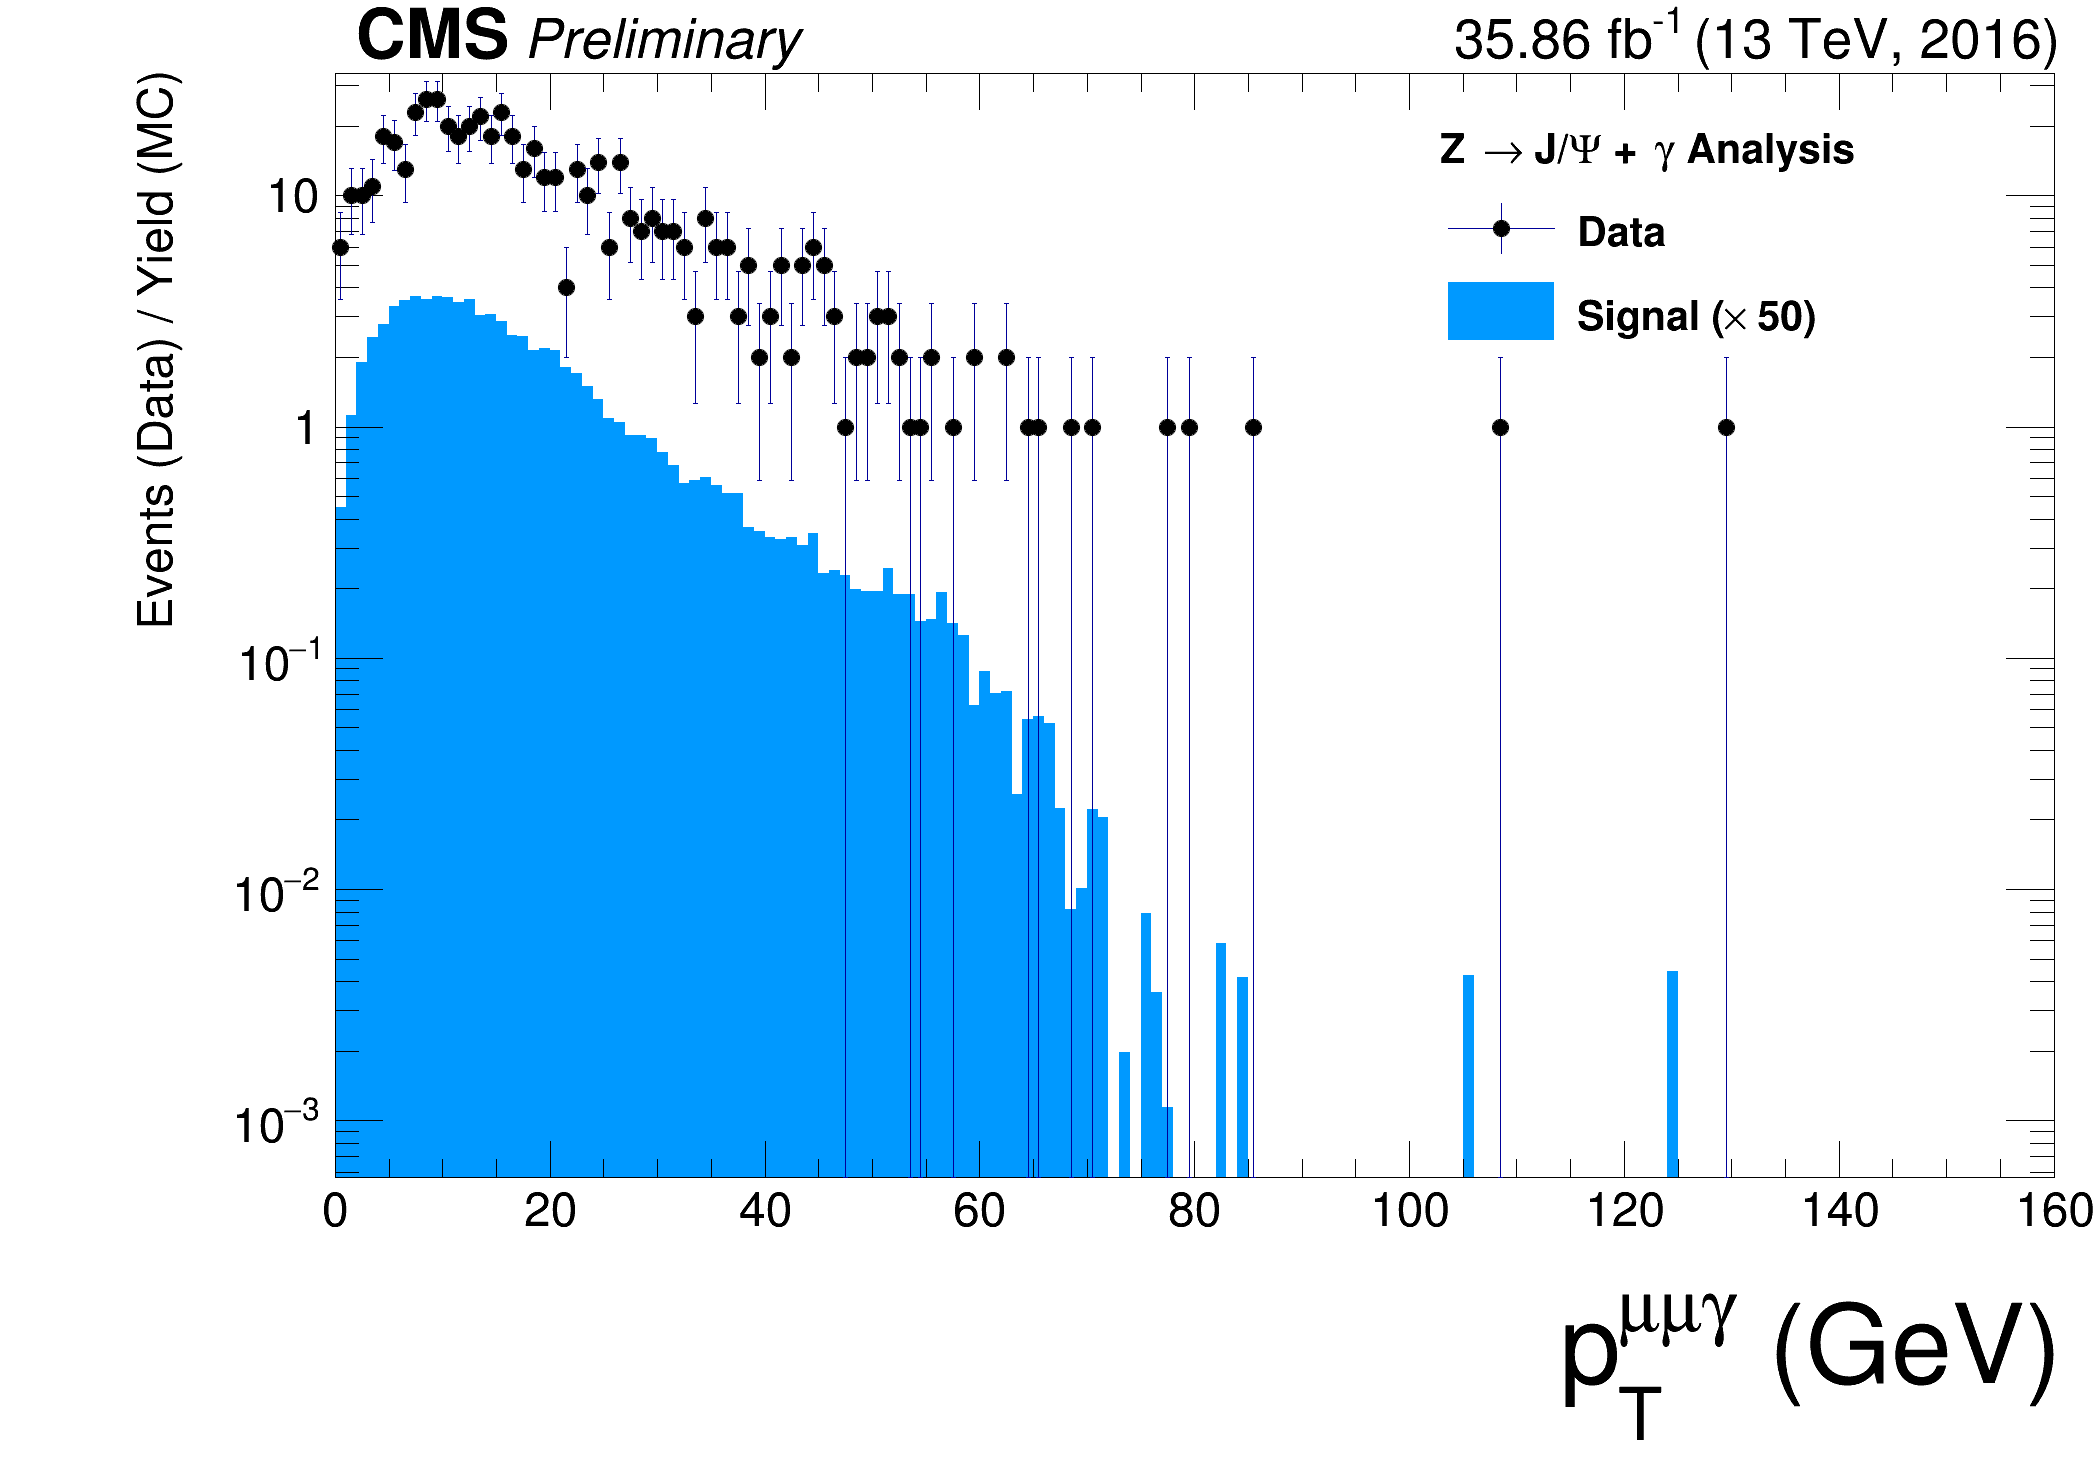 CMS Preliminary
35.86 fb⁻¹ (13 TeV, 2016)
Events (Data) / Yield (MC)
Z → J/Ψ + γ Analysis
Data
Signal (× 50)
10
1
10⁻¹
10⁻²
10⁻³
0 20 40 60 80 100 120 140 160
p_T^μμγ (GeV)